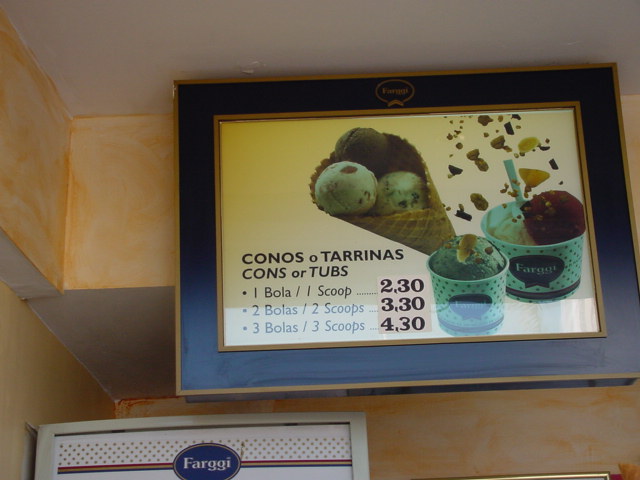 Farggi
CONOS o TARRINAS
CONS or TUBS
• 1 Bola / 1 Scoop ........ 2,30
• 2 Bolas / 2 Scoops .... 3,30
• 3 Bolas / 3 Scoops .... 4,30
Farggi
Farggi